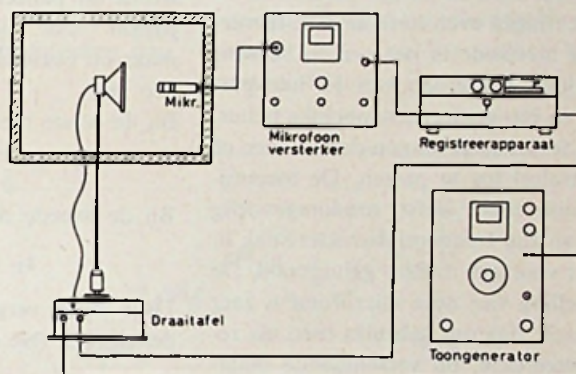 Mikr.
Mikrofoon
versterker
Registreerapparaat
Draaitafel
Toongenerator